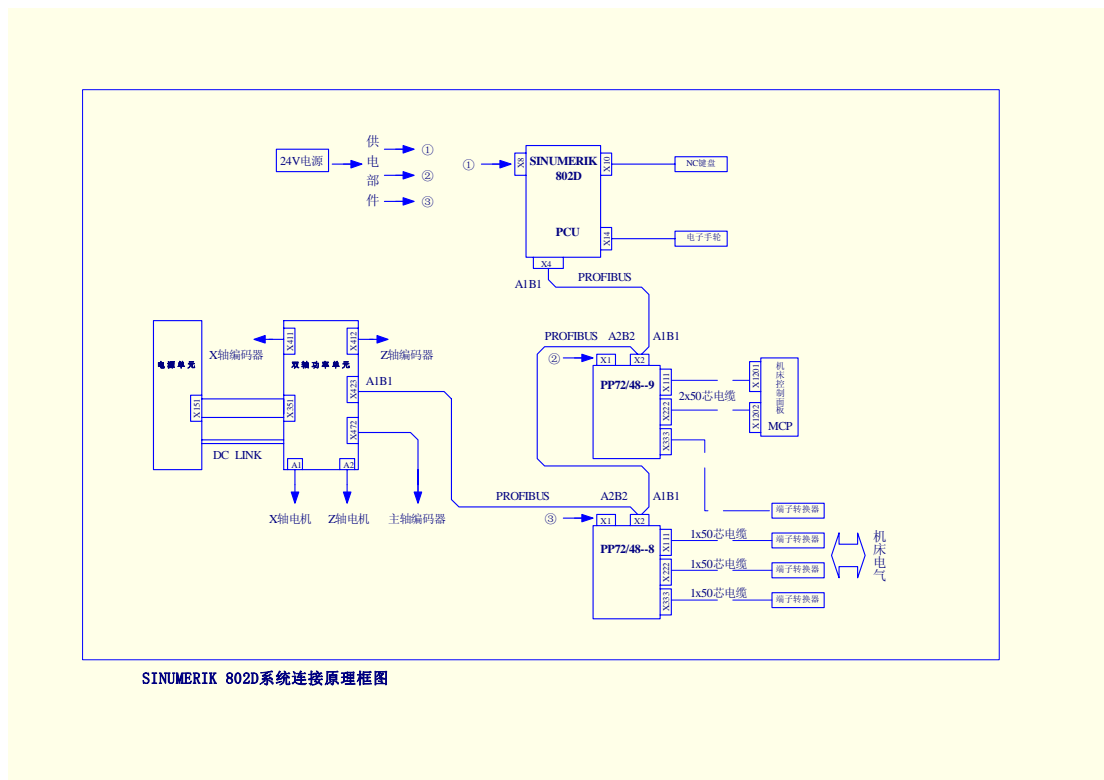 24V电源
供电部件
①
②
③
①
X8
SINUMERIK
802D
PCU
X10
NC键盘
X14
电子手轮
X4
A1B1
PROFIBUS
PROFIBUS
A2B2
A1B1
②
X1
X2
PP72/48--9
X111
X222
X333
2x50芯电缆
X1201
X1202
机床控制面板
MCP
电源单元
X151
DC LINK
X轴编码器
X411
双轴功率单元
X412
Z轴编码器
X423
A1B1
X351
X472
A1
A2
X轴电机
Z轴电机
主轴编码器
PROFIBUS
A2B2
A1B1
③
X1
X2
PP72/48--8
X111
X222
X333
1x50芯电缆
1x50芯电缆
1x50芯电缆
端子转换器
端子转换器
端子转换器
端子转换器
机床电气
SINUMERIK 802D系统连接原理框图